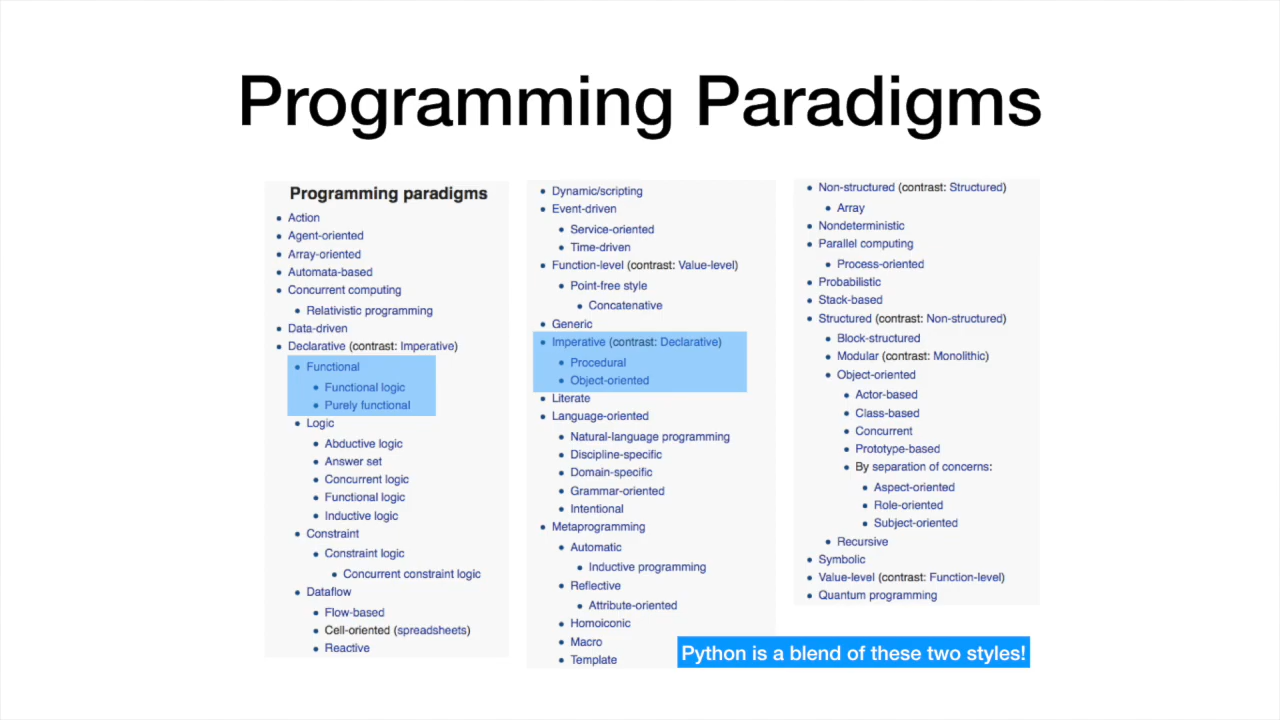 Programming Paradigms
Programming paradigms
Action
Agent-oriented
Array-oriented
Automata-based
Concurrent computing
Relativistic programming
Data-driven
Declarative (contrast: Imperative)
Functional
Functional logic
Purely functional
Logic
Abductive logic
Answer set
Concurrent logic
Functional logic
Inductive logic
Constraint
Constraint logic
Concurrent constraint logic
Dataflow
Flow-based
Cell-oriented (spreadsheets)
Reactive
Dynamic/scripting
Event-driven
Service-oriented
Time-driven
Function-level (contrast: Value-level)
Point-free style
Concatenative
Generic
Imperative (contrast: Declarative)
Procedural
Object-oriented
Literate
Language-oriented
Natural-language programming
Discipline-specific
Domain-specific
Grammar-oriented
Intentional
Metaprogramming
Automatic
Inductive programming
Reflective
Attribute-oriented
Homoiconic
Macro
Template
Non-structured (contrast: Structured)
Array
Nondeterministic
Parallel computing
Process-oriented
Probabilistic
Stack-based
Structured (contrast: Non-structured)
Block-structured
Modular (contrast: Monolithic)
Object-oriented
Actor-based
Class-based
Concurrent
Prototype-based
By separation of concerns:
Aspect-oriented
Role-oriented
Subject-oriented
Recursive
Symbolic
Value-level (contrast: Function-level)
Quantum programming
Python is a blend of these two styles!